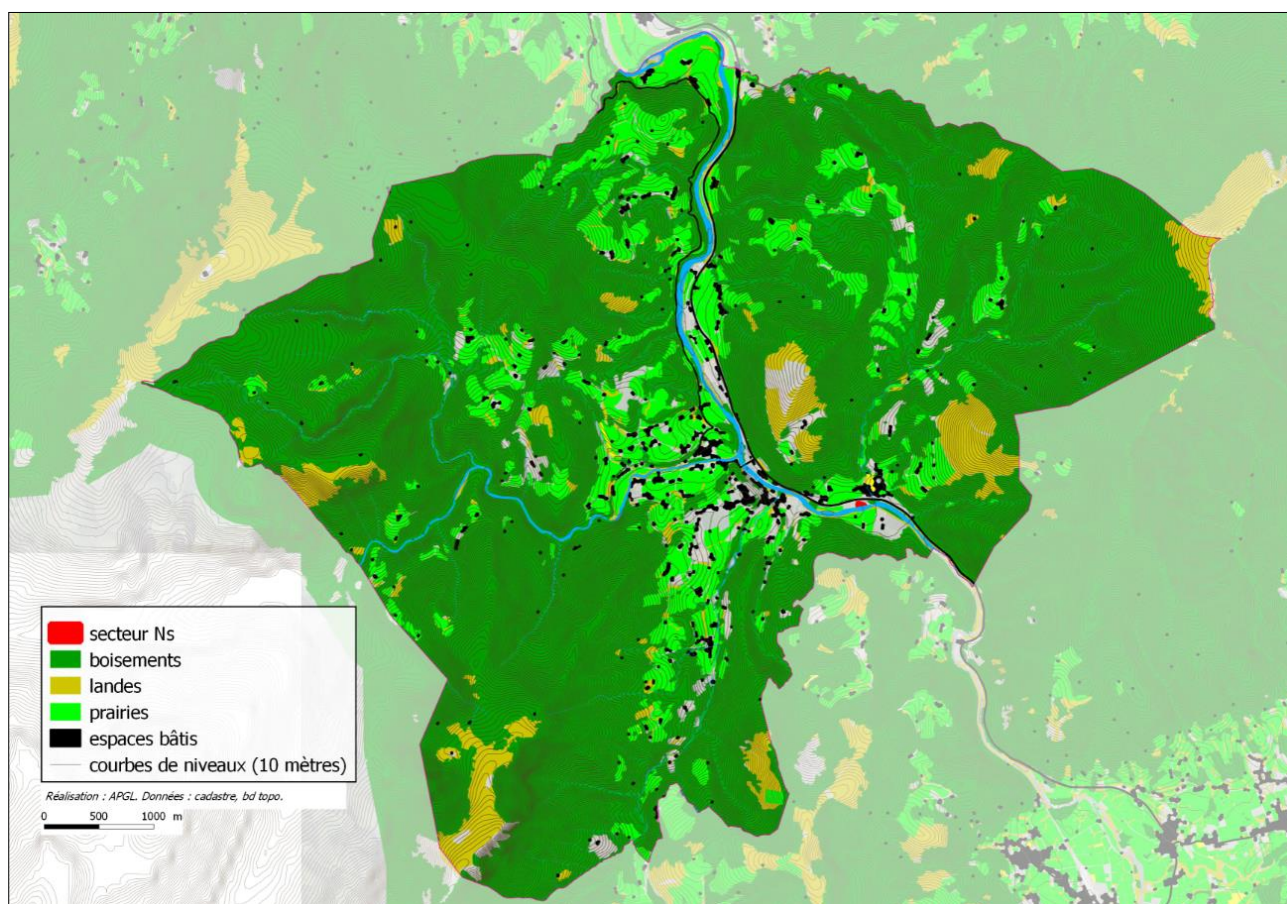 secteur Ns
boisements
landes
prairies
espaces bâtis
courbes de niveaux (10 mètres)
Réalisation : APGL. Données : cadastre, bd topo.
0 500 1000 m